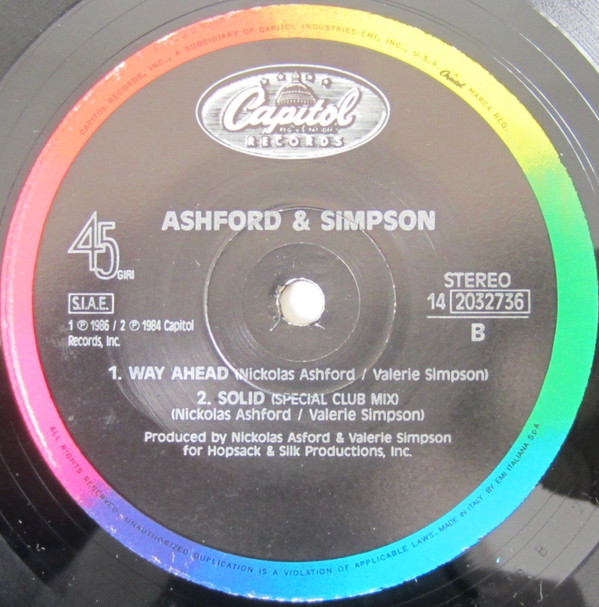 CAPITOL RECORDS, INC., A SUBSIDIARY OF CAPITOL INDUSTRIES-EMI, INC., U.S.A. Capitol MARCA REG.
Capitol
RECORDS
ASHFORD & SIMPSON
45
GIRI
S.I.A.E.
1 ℗ 1986 / 2 ℗ 1984 Capitol
Records, Inc.
STEREO
14 2032736
B
1. WAY AHEAD (Nickolas Ashford / Valerie Simpson)
2. SOLID (SPECIAL CLUB MIX)
(Nickolas Ashford / Valerie Simpson)
Produced by Nickolas Asford & Valerie Simpson
for Hopsack & Silk Productions, Inc.
ALL RIGHTS RESERVED. UNAUTHORIZED DUPLICATION IS A VIOLATION OF APPLICABLE LAWS. MADE IN ITALY BY EMI ITALIANA SpA